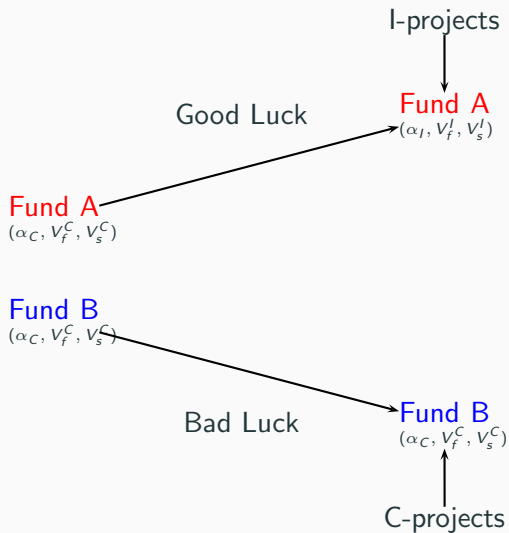 I-projects
Fund A
(α_I, V_f^I, V_s^I)
Good Luck
Fund A
(α_C, V_f^C, V_s^C)
Fund B
(α_C, V_f^C, V_s^C)
Fund B
(α_C, V_f^C, V_s^C)
Bad Luck
C-projects